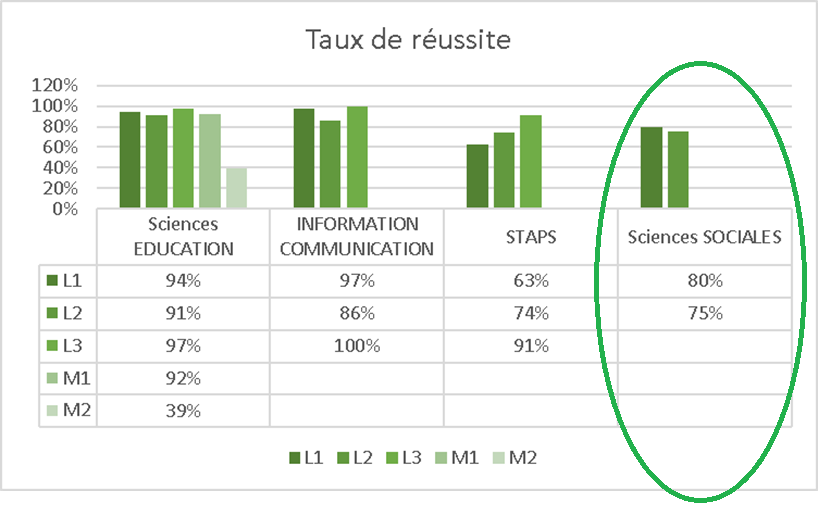 Taux de réussite
120%
100%
80%
60%
40%
20%
0%
Sciences EDUCATION
INFORMATION COMMUNICATION
STAPS
Sciences SOCIALES
L1 94% 97% 63% 80%
L2 91% 86% 74% 75%
L3 97% 100% 91%
M1 92%
M2 39%
L1 L2 L3 M1 M2